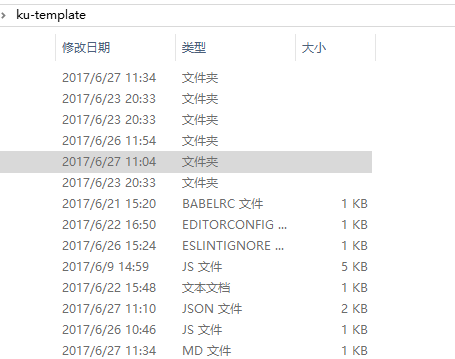 ku-template
修改日期 类型 大小
2017/6/27 11:34 文件夹
2017/6/23 20:33 文件夹
2017/6/23 20:33 文件夹
2017/6/26 11:54 文件夹
2017/6/27 11:04 文件夹
2017/6/23 20:33 文件夹
2017/6/21 15:20 BABELRC 文件 1 KB
2017/6/22 16:50 EDITORCONFIG ... 1 KB
2017/6/26 15:24 ESLINTIGNORE ... 1 KB
2017/6/9 14:59 JS 文件 5 KB
2017/6/22 15:48 文本文档 1 KB
2017/6/27 11:10 JSON 文件 2 KB
2017/6/26 10:46 JS 文件 1 KB
2017/6/27 11:34 MD 文件 1 KB